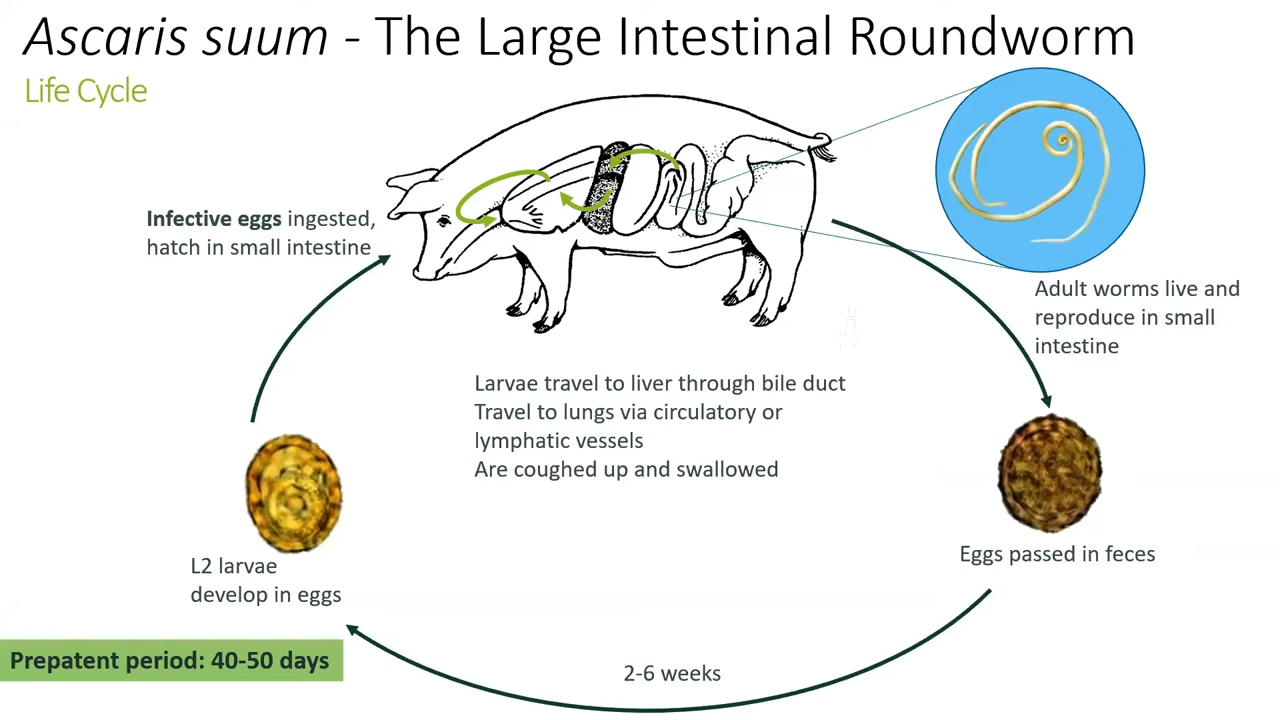 Ascaris suum - The Large Intestinal Roundworm
Life Cycle
Infective eggs ingested,
hatch in small intestine
Adult worms live and
reproduce in small
intestine
Larvae travel to liver through bile duct
Travel to lungs via circulatory or
lymphatic vessels
Are coughed up and swallowed
Eggs passed in feces
L2 larvae
develop in eggs
Prepatent period: 40-50 days
2-6 weeks